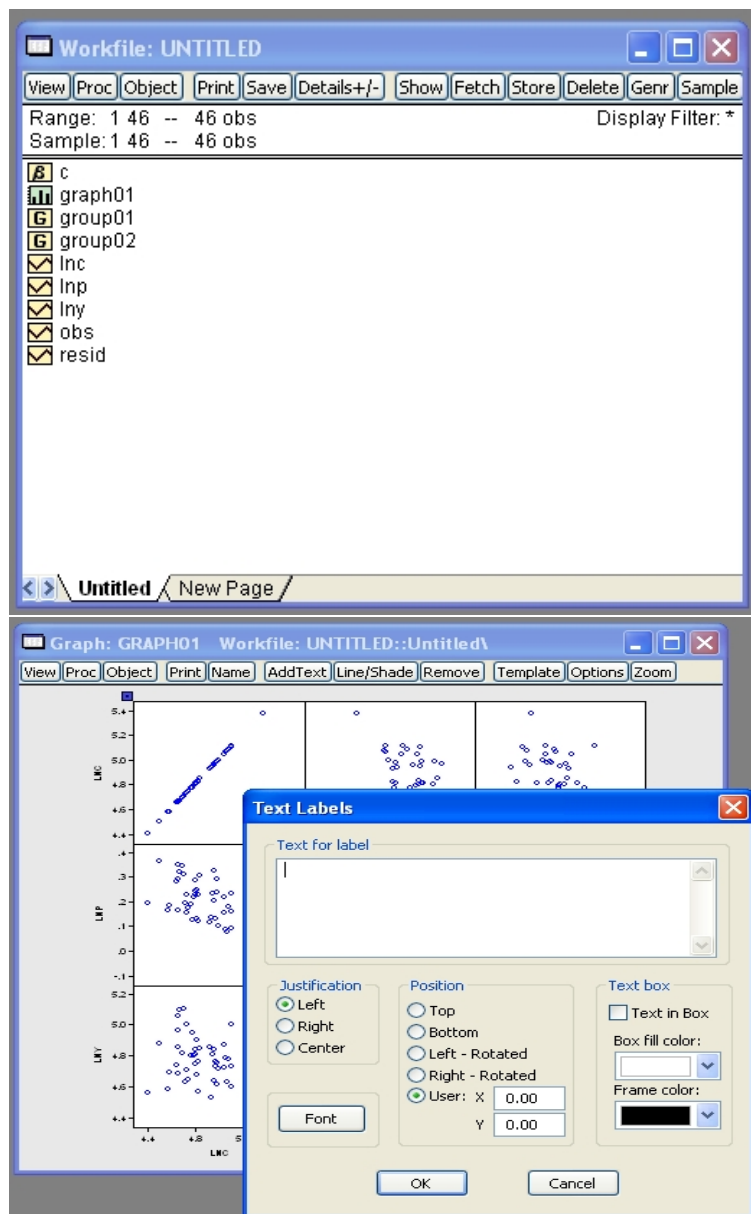 Workfile: UNTITLED
View Proc Object Print Save Details+/- Show Fetch Store Delete Genr Sample
Range: 1 46 -- 46 obs Display Filter: *
Sample: 1 46 -- 46 obs
c
graph01
group01
group02
lnc
lnp
lny
obs
resid
Untitled New Page
Graph: GRAPH01 Workfile: UNTITLED::Untitled\
View Proc Object Print Name AddText Line/Shade Remove Template Options Zoom
5.4
5.2
5.0
4.8
4.6
4.4
LNC
.4
.3
.2
.1
.0
-.1
LNP
5.2
5.0
4.8
4.6
4.4
LNY
4.4 4.8 5
LNC
Text Labels
Text for label
Justification
Left
Right
Center
Font
Position
Top
Bottom
Left - Rotated
Right - Rotated
User: X 0.00
Y 0.00
Text box
Text in Box
Box fill color:
Frame color:
OK Cancel